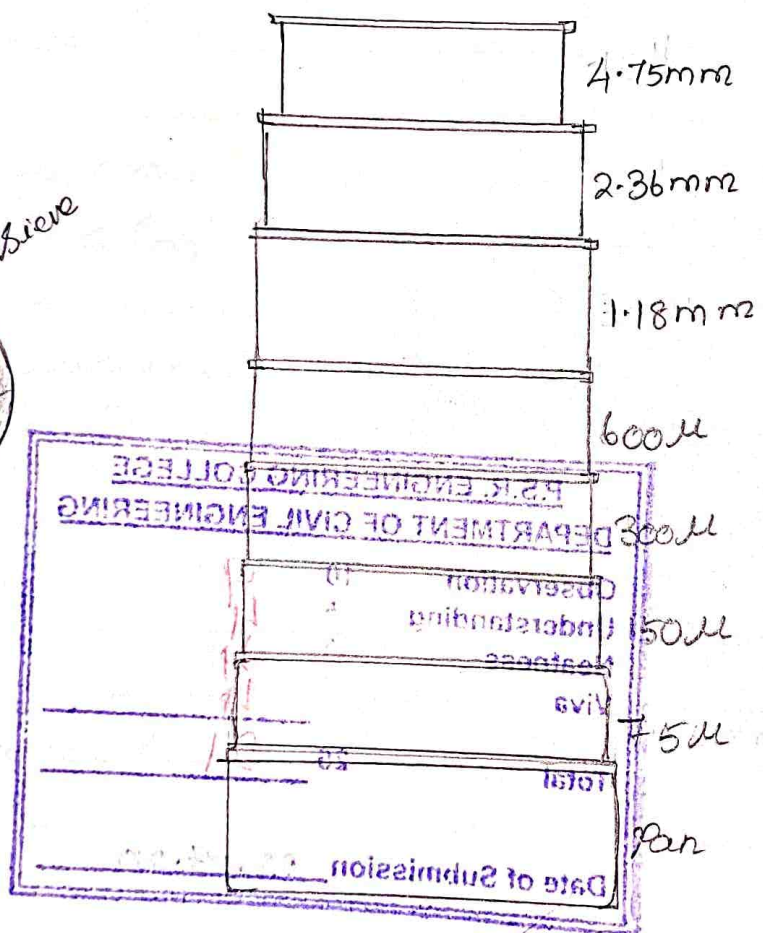 Sieve
4.75mm
2.36mm
1.18mm
600μ
300μ
150μ
75μ
Pan
P.S.R. ENGINEERING COLLEGE
DEPARTMENT OF CIVIL ENGINEERING
Observation 10
Understanding
Neatness
Viva
Total
Date of Submission